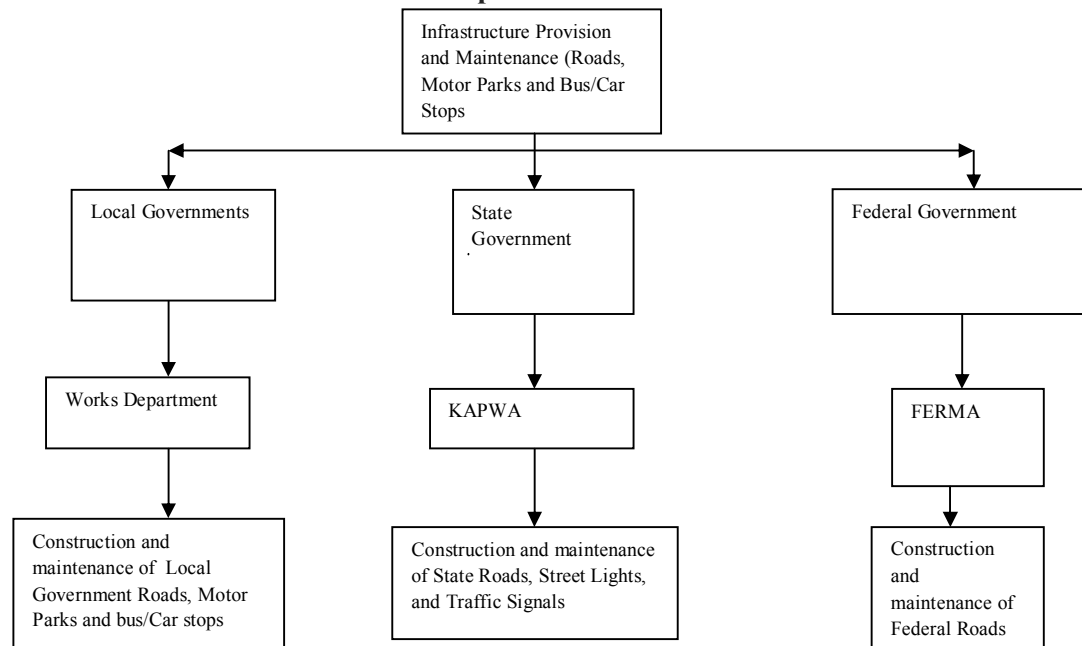 Infrastructure Provision
and Maintenance (Roads,
Motor Parks and Bus/Car
Stops
Local Governments
State
Government
.
Federal Government
Works Department
KAPWA
FERMA
Construction and
maintenance of Local
Government Roads, Motor
Parks and bus/Car stops
Construction and maintenance
of State Roads, Street Lights,
and Traffic Signals
Construction
and
maintenance of
Federal Roads